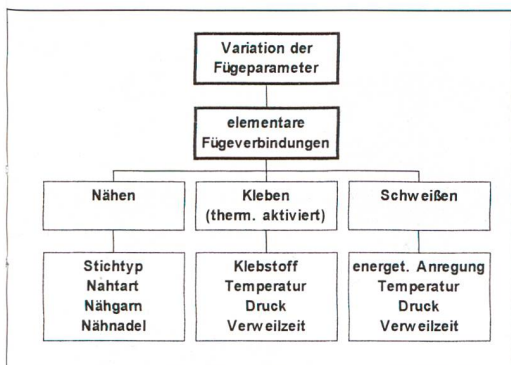 Variation der
Fügeparameter
elementare
Fügeverbindungen
Nähen
Kleben
(therm. aktiviert)
Schweißen
Stichtyp
Nahtart
Nähgarn
Nähnadel
Klebstoff
Temperatur
Druck
Verweilzeit
energet. Anregung
Temperatur
Druck
Verweilzeit